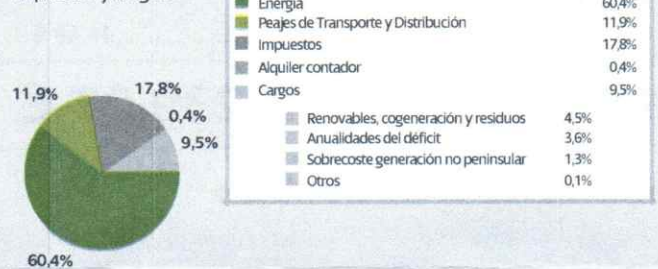 Energía 60,4%
Peajes de Transporte y Distribución 11,9%
Impuestos 17,8%
Alquiler contador 0,4%
Cargos 9,5%
Renovables, cogeneración y residuos 4,5%
Anualidades del déficit 3,6%
Sobrecoste generación no peninsular 1,3%
Otros 0,1%
17,8%
11,9%
0,4%
9,5%
60,4%